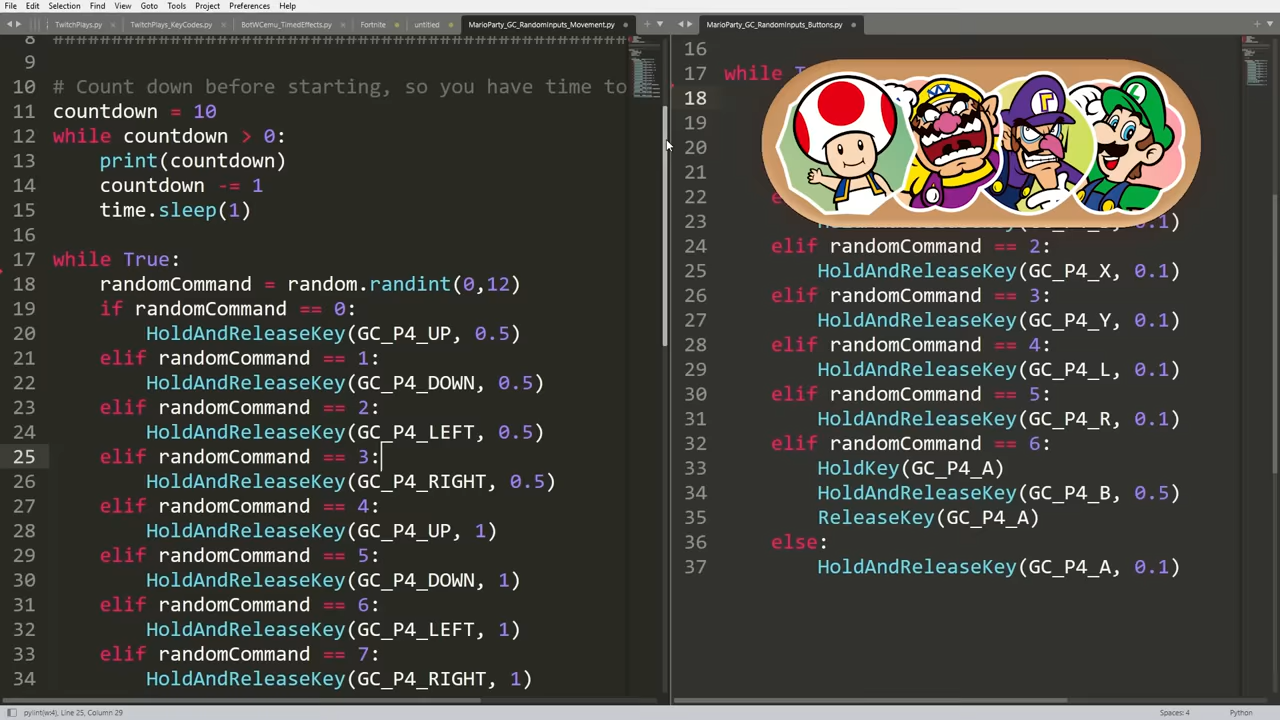 File Edit Selection Find View Goto Tools Project Preferences Help
TwitchPlays.py TwitchPlays_KeyCodes.py BotWCemu_TimedEffects.py Fortnite untitled MarioParty_GC_RandomInputs_Movement.py MarioParty_GC_RandomInputs_Buttons.py
8 ##################################################
9
10 # Count down before starting, so you have time to
11 countdown = 10
12 while countdown > 0:
13 print(countdown)
14 countdown -= 1
15 time.sleep(1)
16
17 while True:
18 randomCommand = random.randint(0,12)
19 if randomCommand == 0:
20 HoldAndReleaseKey(GC_P4_UP, 0.5)
21 elif randomCommand == 1:
22 HoldAndReleaseKey(GC_P4_DOWN, 0.5)
23 elif randomCommand == 2:
24 HoldAndReleaseKey(GC_P4_LEFT, 0.5)
25 elif randomCommand == 3:
26 HoldAndReleaseKey(GC_P4_RIGHT, 0.5)
27 elif randomCommand == 4:
28 HoldAndReleaseKey(GC_P4_UP, 1)
29 elif randomCommand == 5:
30 HoldAndReleaseKey(GC_P4_DOWN, 1)
31 elif randomCommand == 6:
32 HoldAndReleaseKey(GC_P4_LEFT, 1)
33 elif randomCommand == 7:
34 HoldAndReleaseKey(GC_P4_RIGHT, 1)
16
17 while
18
19
20
21
22
23 0.1)
24 elif randomCommand == 2:
25 HoldAndReleaseKey(GC_P4_X, 0.1)
26 elif randomCommand == 3:
27 HoldAndReleaseKey(GC_P4_Y, 0.1)
28 elif randomCommand == 4:
29 HoldAndReleaseKey(GC_P4_L, 0.1)
30 elif randomCommand == 5:
31 HoldAndReleaseKey(GC_P4_R, 0.1)
32 elif randomCommand == 6:
33 HoldKey(GC_P4_A)
34 HoldAndReleaseKey(GC_P4_B, 0.5)
35 ReleaseKey(GC_P4_A)
36 else:
37 HoldAndReleaseKey(GC_P4_A, 0.1)
L
pylint(w:4), Line 25, Column 29 Spaces: 4 Python